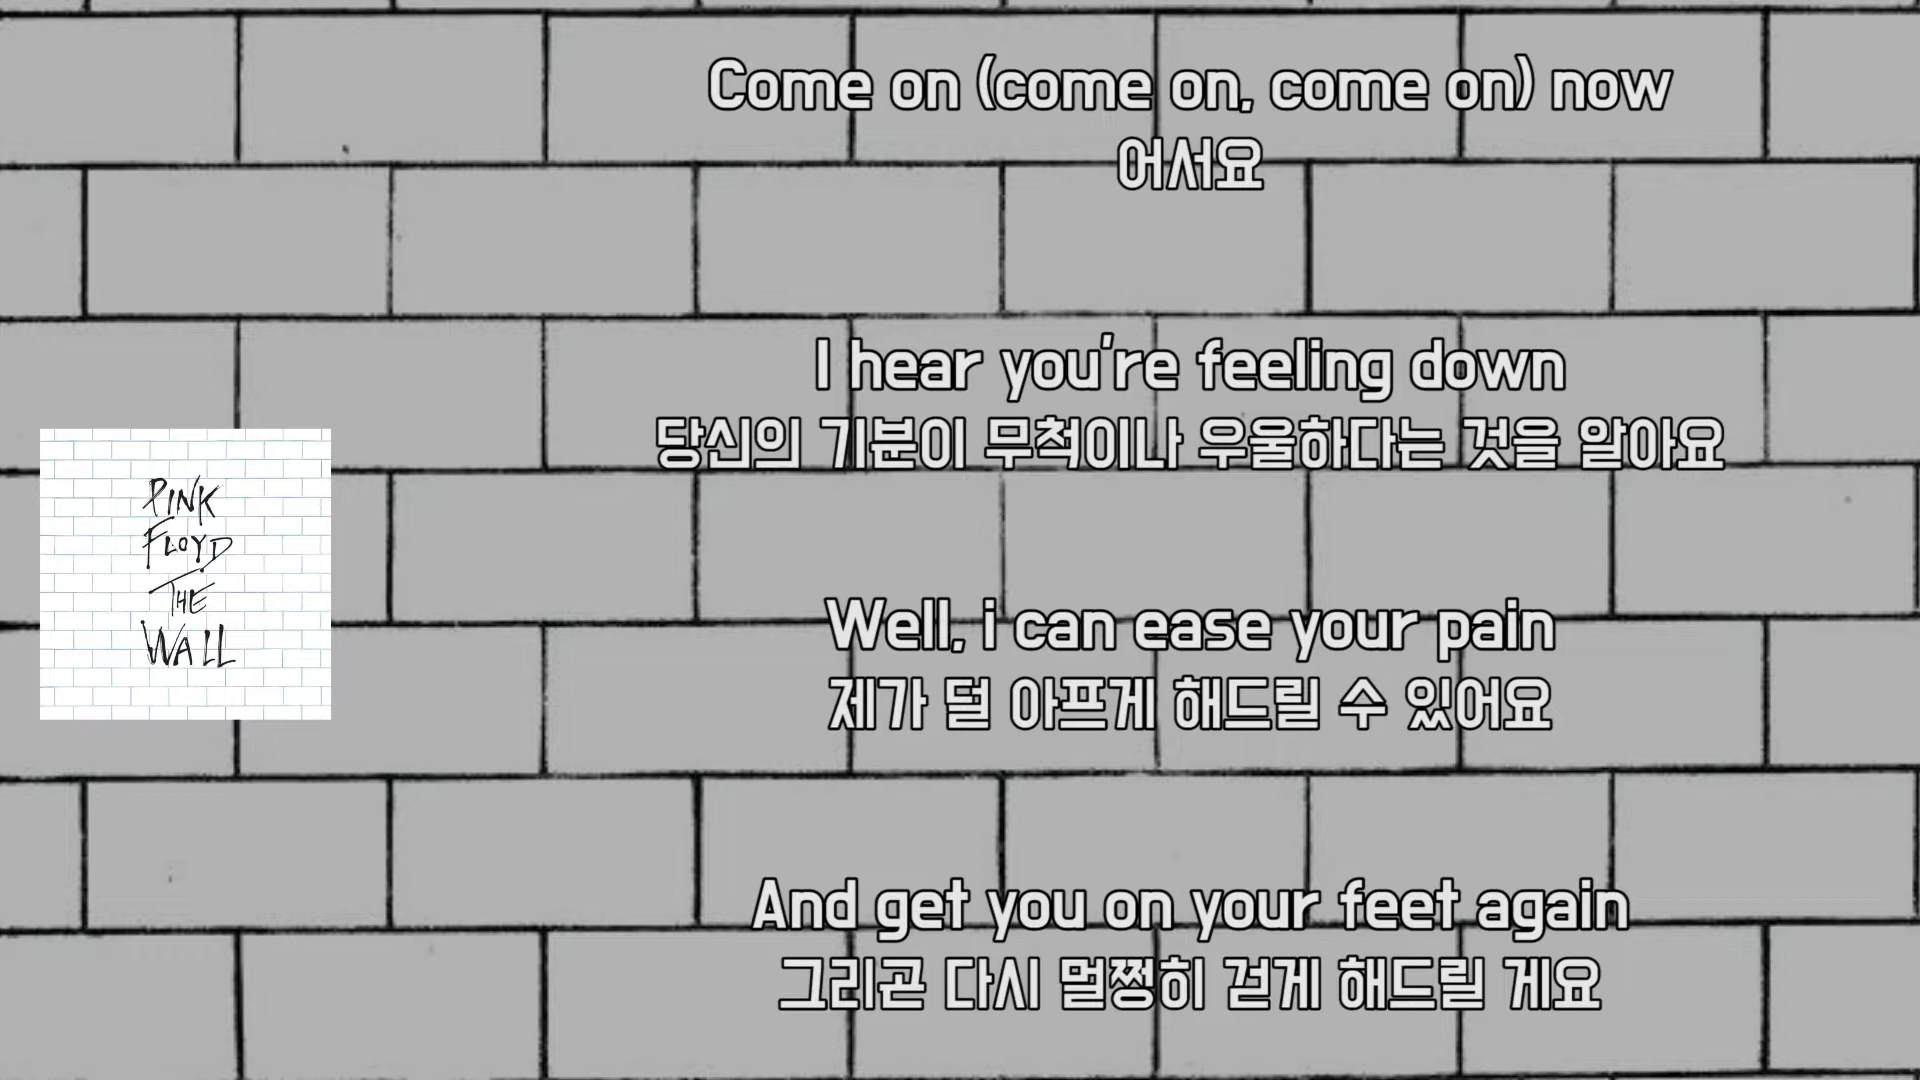 Come on (come on, come on) now
어서요
I hear you're feeling down
당신의 기분이 무척이나 우울하다는 것을 알아요
PINK
FLOYD
THE
WALL
Well, i can ease your pain
제가 덜 아프게 해드릴 수 있어요
And get you on your feet again
그리곤 다시 멀쩡히 걷게 해드릴 게요